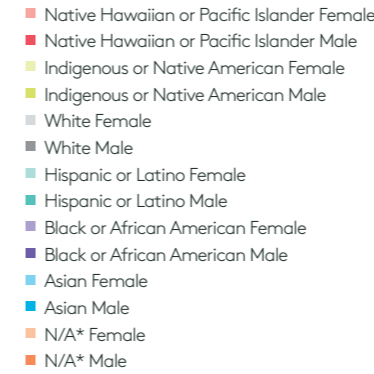 Native Hawaiian or Pacific Islander Female
Native Hawaiian or Pacific Islander Male
Indigenous or Native American Female
Indigenous or Native American Male
White Female
White Male
Hispanic or Latino Female
Hispanic or Latino Male
Black or African American Female
Black or African American Male
Asian Female
Asian Male
N/A* Female
N/A* Male